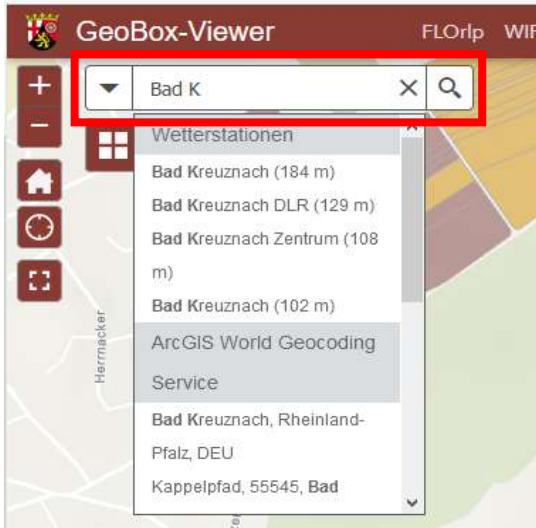 GeoBox-Viewer
FLOrlp WIF
Bad K
Wetterstationen
Bad Kreuznach (184 m)
Bad Kreuznach DLR (129 m)
Bad Kreuznach Zentrum (108
m)
Bad Kreuznach (102 m)
ArcGIS World Geocoding
Service
Bad Kreuznach, Rheinland-
Pfalz, DEU
Kappelpfad, 55545, Bad
Herrnacker